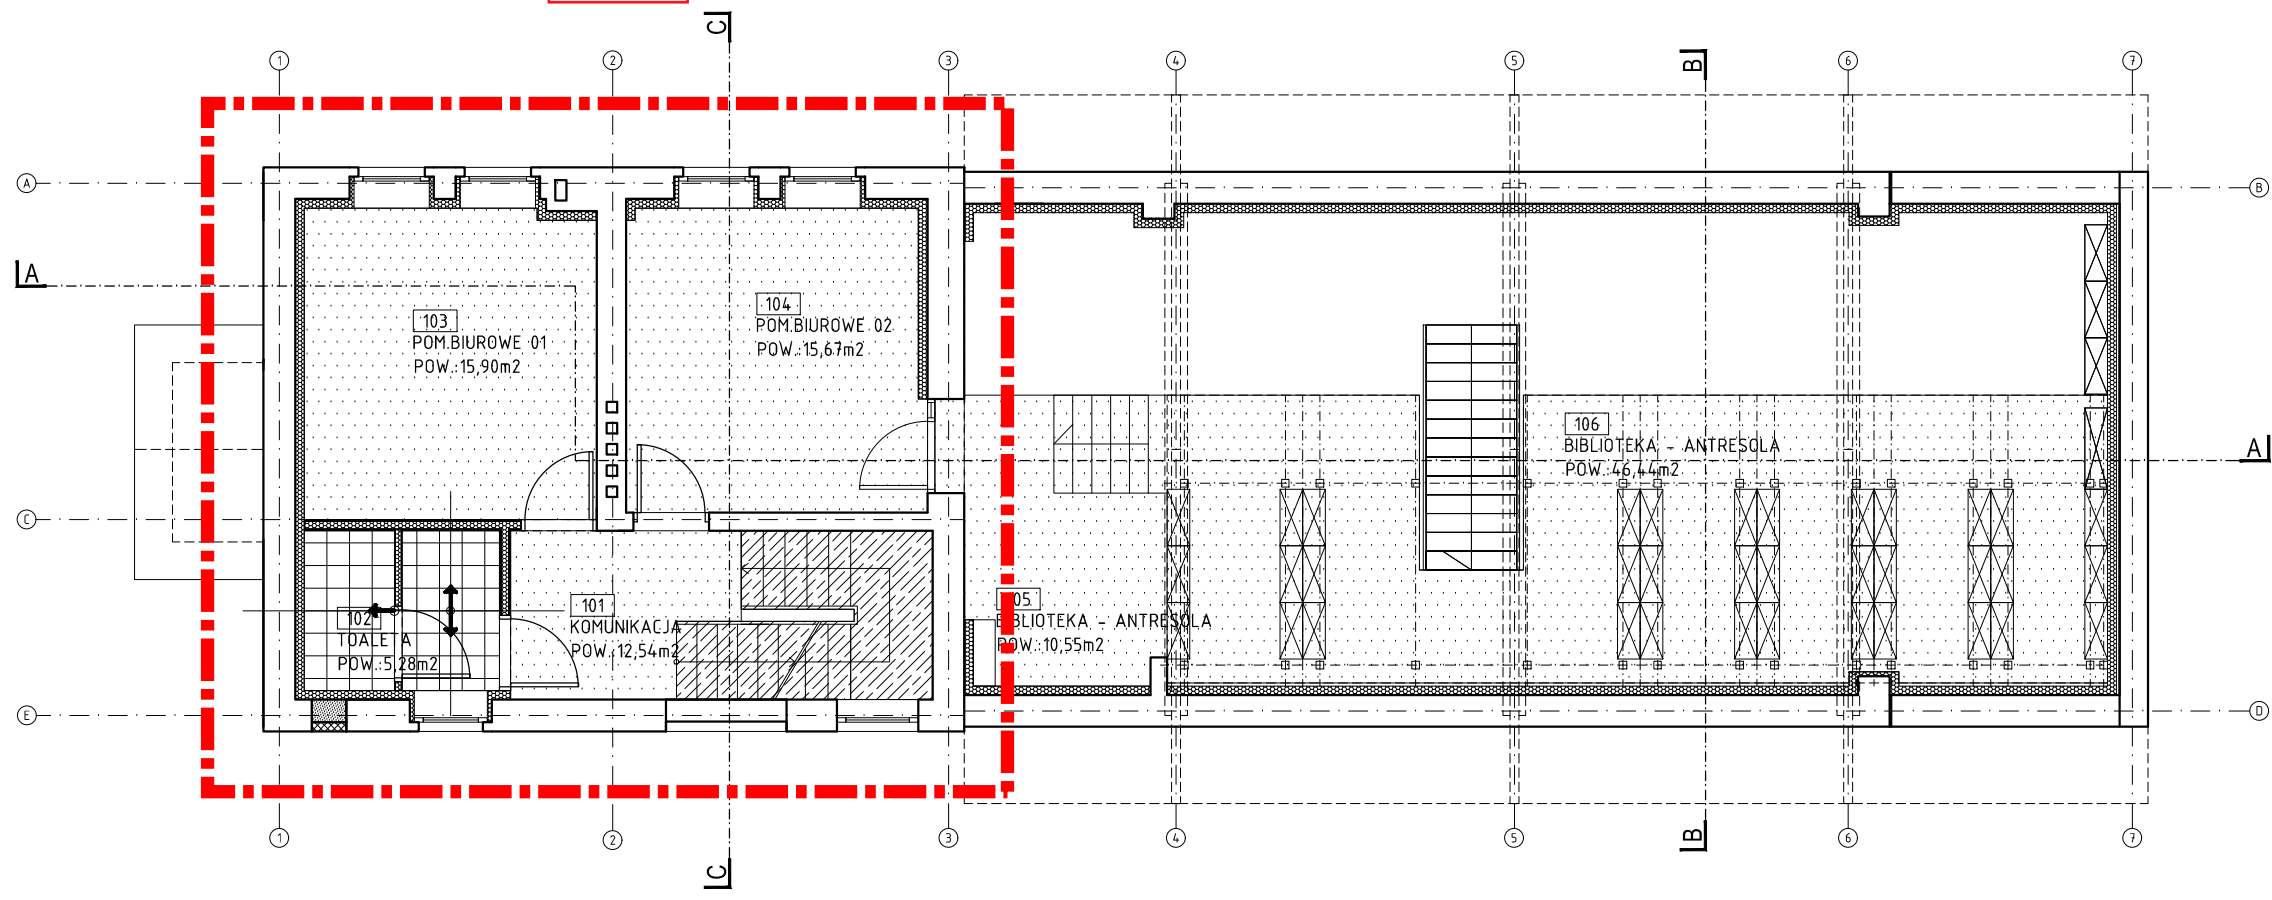 C
B
1
2
3
4
5
6
7
A
B
A
103
POM.BIUROWE 01
POW.:15,90m2
104
POM.BIUROWE 02
POW.:15,67m2
106
BIBLIOTEKA - ANTRESOLA
POW.:46,44m2
A
C
102
TOALETA
POW.:5,28m2
101
KOMUNIKACJA
POW.:12,54m2
105
BIBLIOTEKA - ANTRESOLA
POW.:10,55m2
E
D
1
2
3
4
5
6
7
B
C